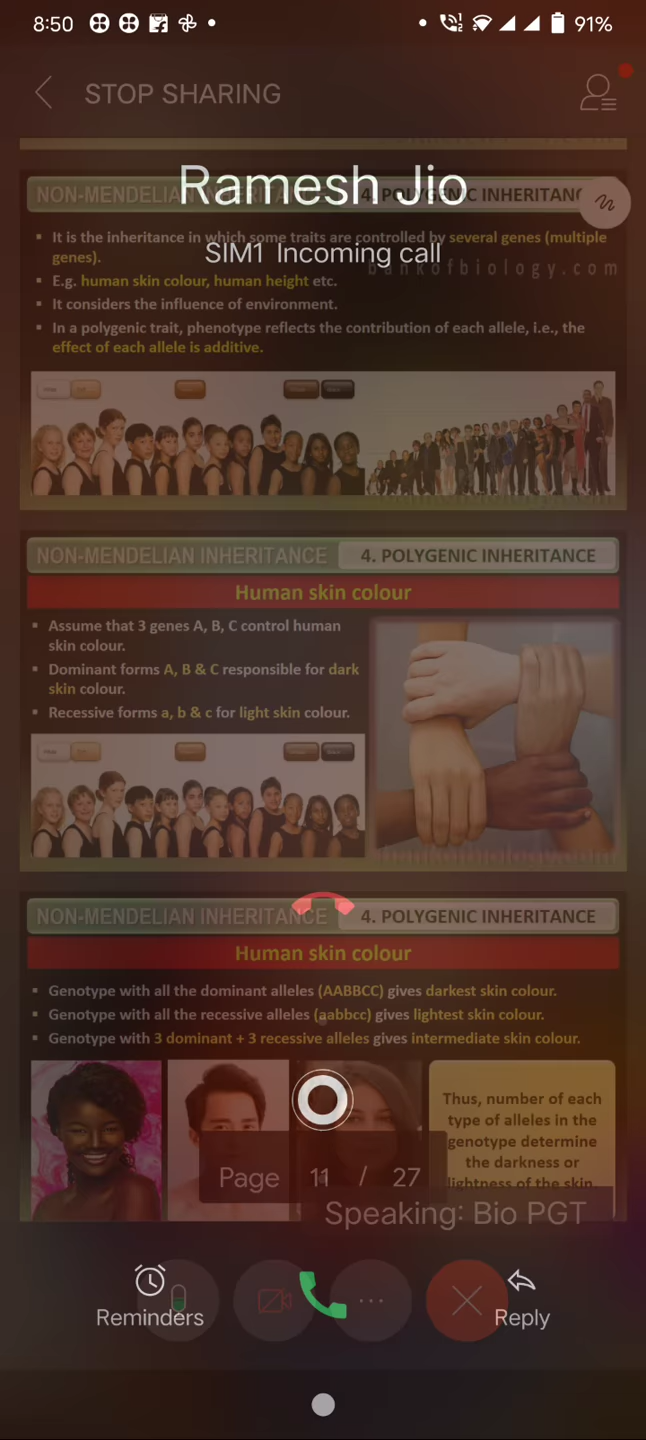 8:50
91%
STOP SHARING
Ramesh Jio
SIM1 Incoming call
NON-MENDELIAN INHERITANCE 4. POLYGENIC INHERITANC
bankofbiology.com
It is the inheritance in which some traits are controlled by several genes (multiple
genes).
E.g. human skin colour, human height etc.
It considers the influence of environment.
In a polygenic trait, phenotype reflects the contribution of each allele, i.e., the
effect of each allele is additive.
NON-MENDELIAN INHERITANCE 4. POLYGENIC INHERITANCE
Human skin colour
Assume that 3 genes A, B, C control human
skin colour.
Dominant forms A, B & C responsible for dark
skin colour.
Recessive forms a, b & c for light skin colour.
NON-MENDELIAN INHERITANCE 4. POLYGENIC INHERITANCE
Human skin colour
Genotype with all the dominant alleles (AABBCC) gives darkest skin colour.
Genotype with all the recessive alleles (aabbcc) gives lightest skin colour.
Genotype with 3 dominant + 3 recessive alleles gives intermediate skin colour.
Thus, number of each
type of alleles in the
genotype determine
the darkness or
lightness of the skin
Page 11 / 27
Speaking: Bio PGT
Reminders
Reply